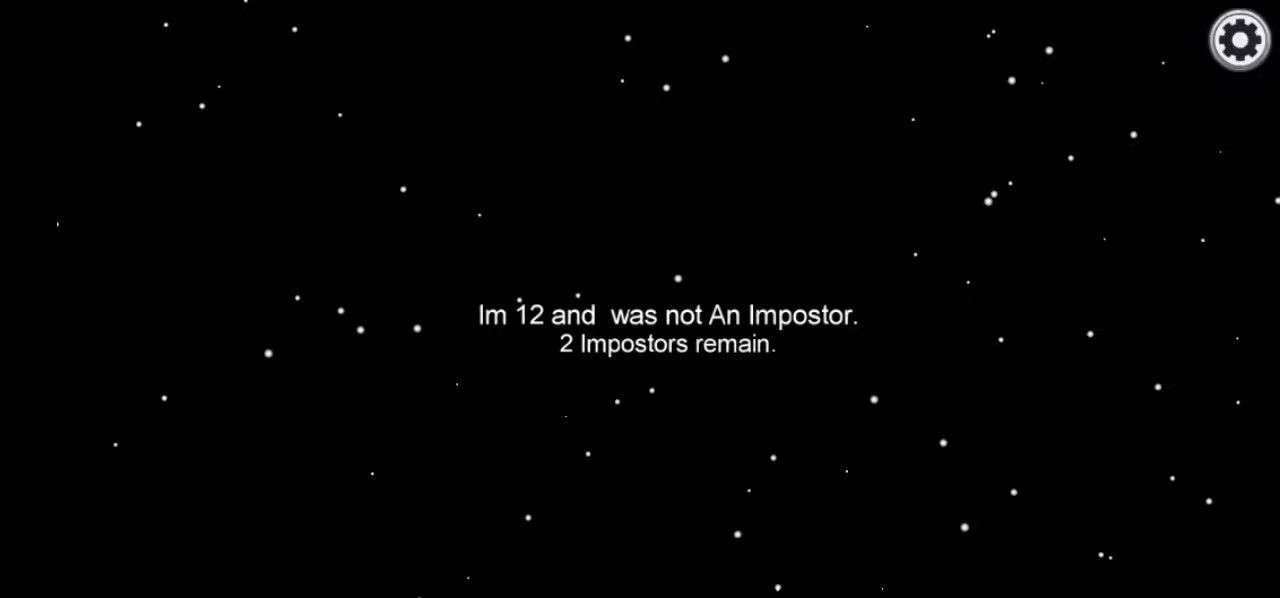 Im 12 and  was not An Impostor.
2 Impostors remain.